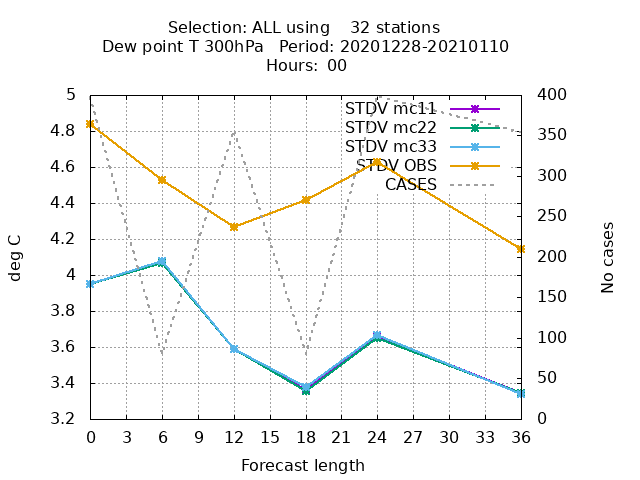 Selection: ALL using    32 stations
Dew point T 300hPa   Period: 20201228-20210110
Hours:  00
5
4.8
4.6
4.4
4.2
4
3.8
3.6
3.4
3.2
400
350
300
250
200
150
100
50
0
deg C
No cases
STDV mc11
STDV mc22
STDV mc33
STDV OBS
CASES
0 3 6 9 12 15 18 21 24 27 30 33 36
Forecast length